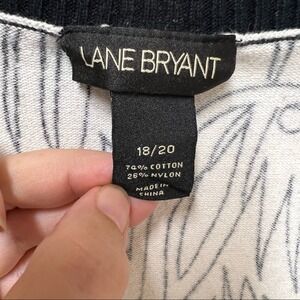 LANE BRYANT
18/20
74% COTTON
26% NYLON
MADE IN
CHINA